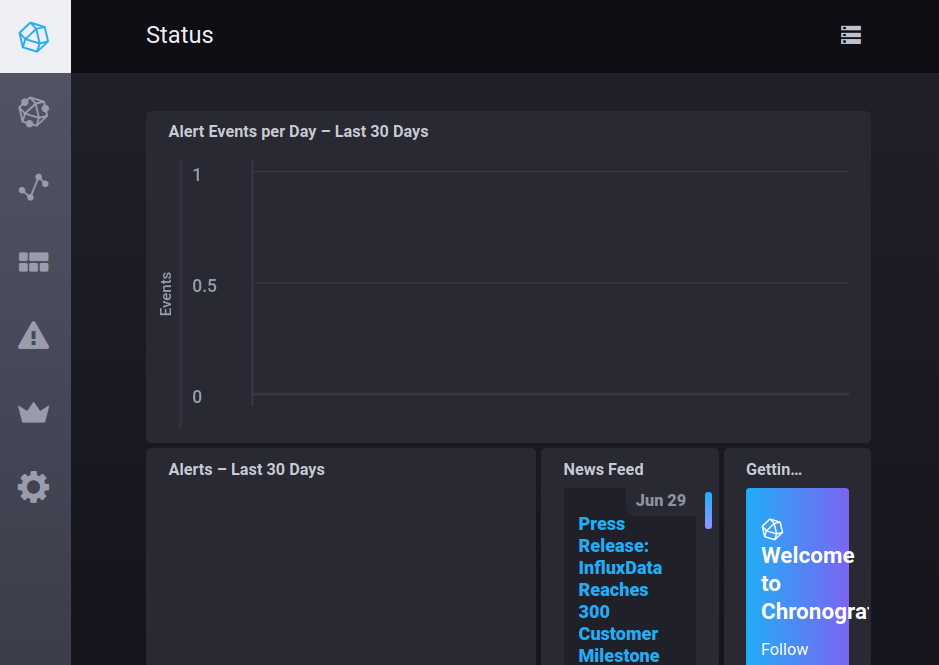 Status
Alert Events per Day – Last 30 Days
1
0.5
0
Events
Alerts – Last 30 Days
News Feed
Jun 29
Press
Release:
InfluxData
Reaches
300
Customer
Milestone
Gettin…
Welcome
to
Chronogra
Follow